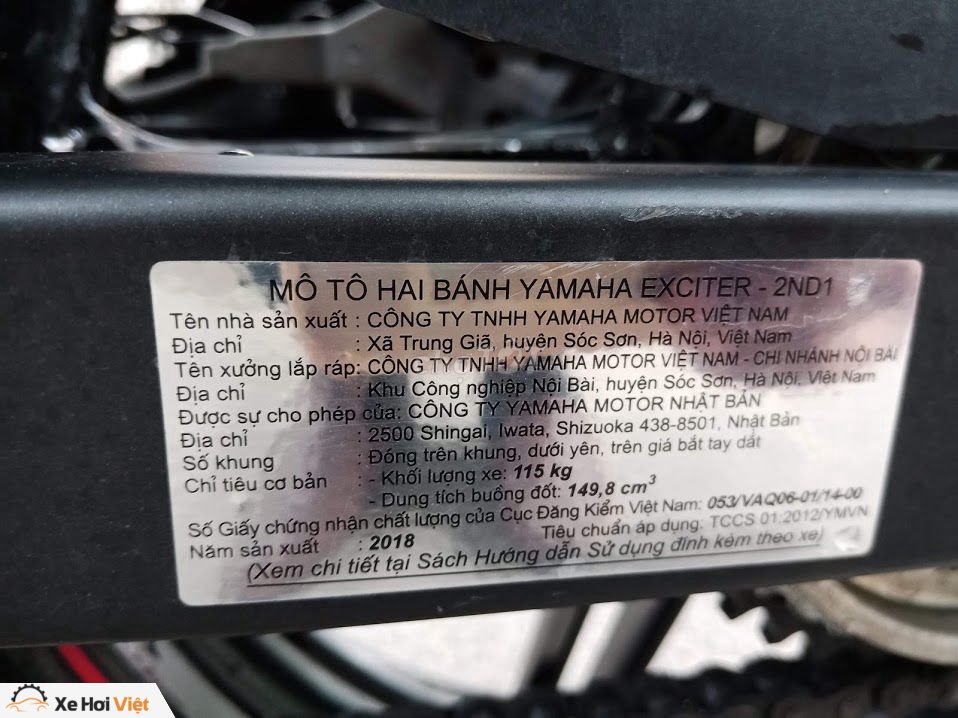 MÔ TÔ HAI BÁNH YAMAHA EXCITER - 2ND1
Tên nhà sản xuất : CÔNG TY TNHH YAMAHA MOTOR VIỆT NAM
Địa chỉ : Xã Trung Giã, huyện Sóc Sơn, Hà Nội, Việt Nam
Tên xưởng lắp ráp: CÔNG TY TNHH YAMAHA MOTOR VIỆT NAM - CHI NHÁNH NỘI BÀI
Địa chỉ : Khu Công nghiệp Nội Bài, huyện Sóc Sơn, Hà Nội, Việt Nam
Được sự cho phép của: CÔNG TY YAMAHA MOTOR NHẬT BẢN
Địa chỉ : 2500 Shingai, Iwata, Shizuoka 438-8501, Nhật Bản
Số khung : Đóng trên khung, dưới yên, trên giá bắt tay dắt
Chỉ tiêu cơ bản : - Khối lượng xe: 115 kg
- Dung tích buồng đốt: 149,8 cm³
Số Giấy chứng nhận chất lượng của Cục Đăng Kiểm Việt Nam: 053/VAQ06-01/14-00
Năm sản xuất : 2018 Tiêu chuẩn áp dụng: TCCS 01:2012/YMVN
(Xem chi tiết tại Sách Hướng dẫn Sử dụng đính kèm theo xe)
Xe Hơi Việt